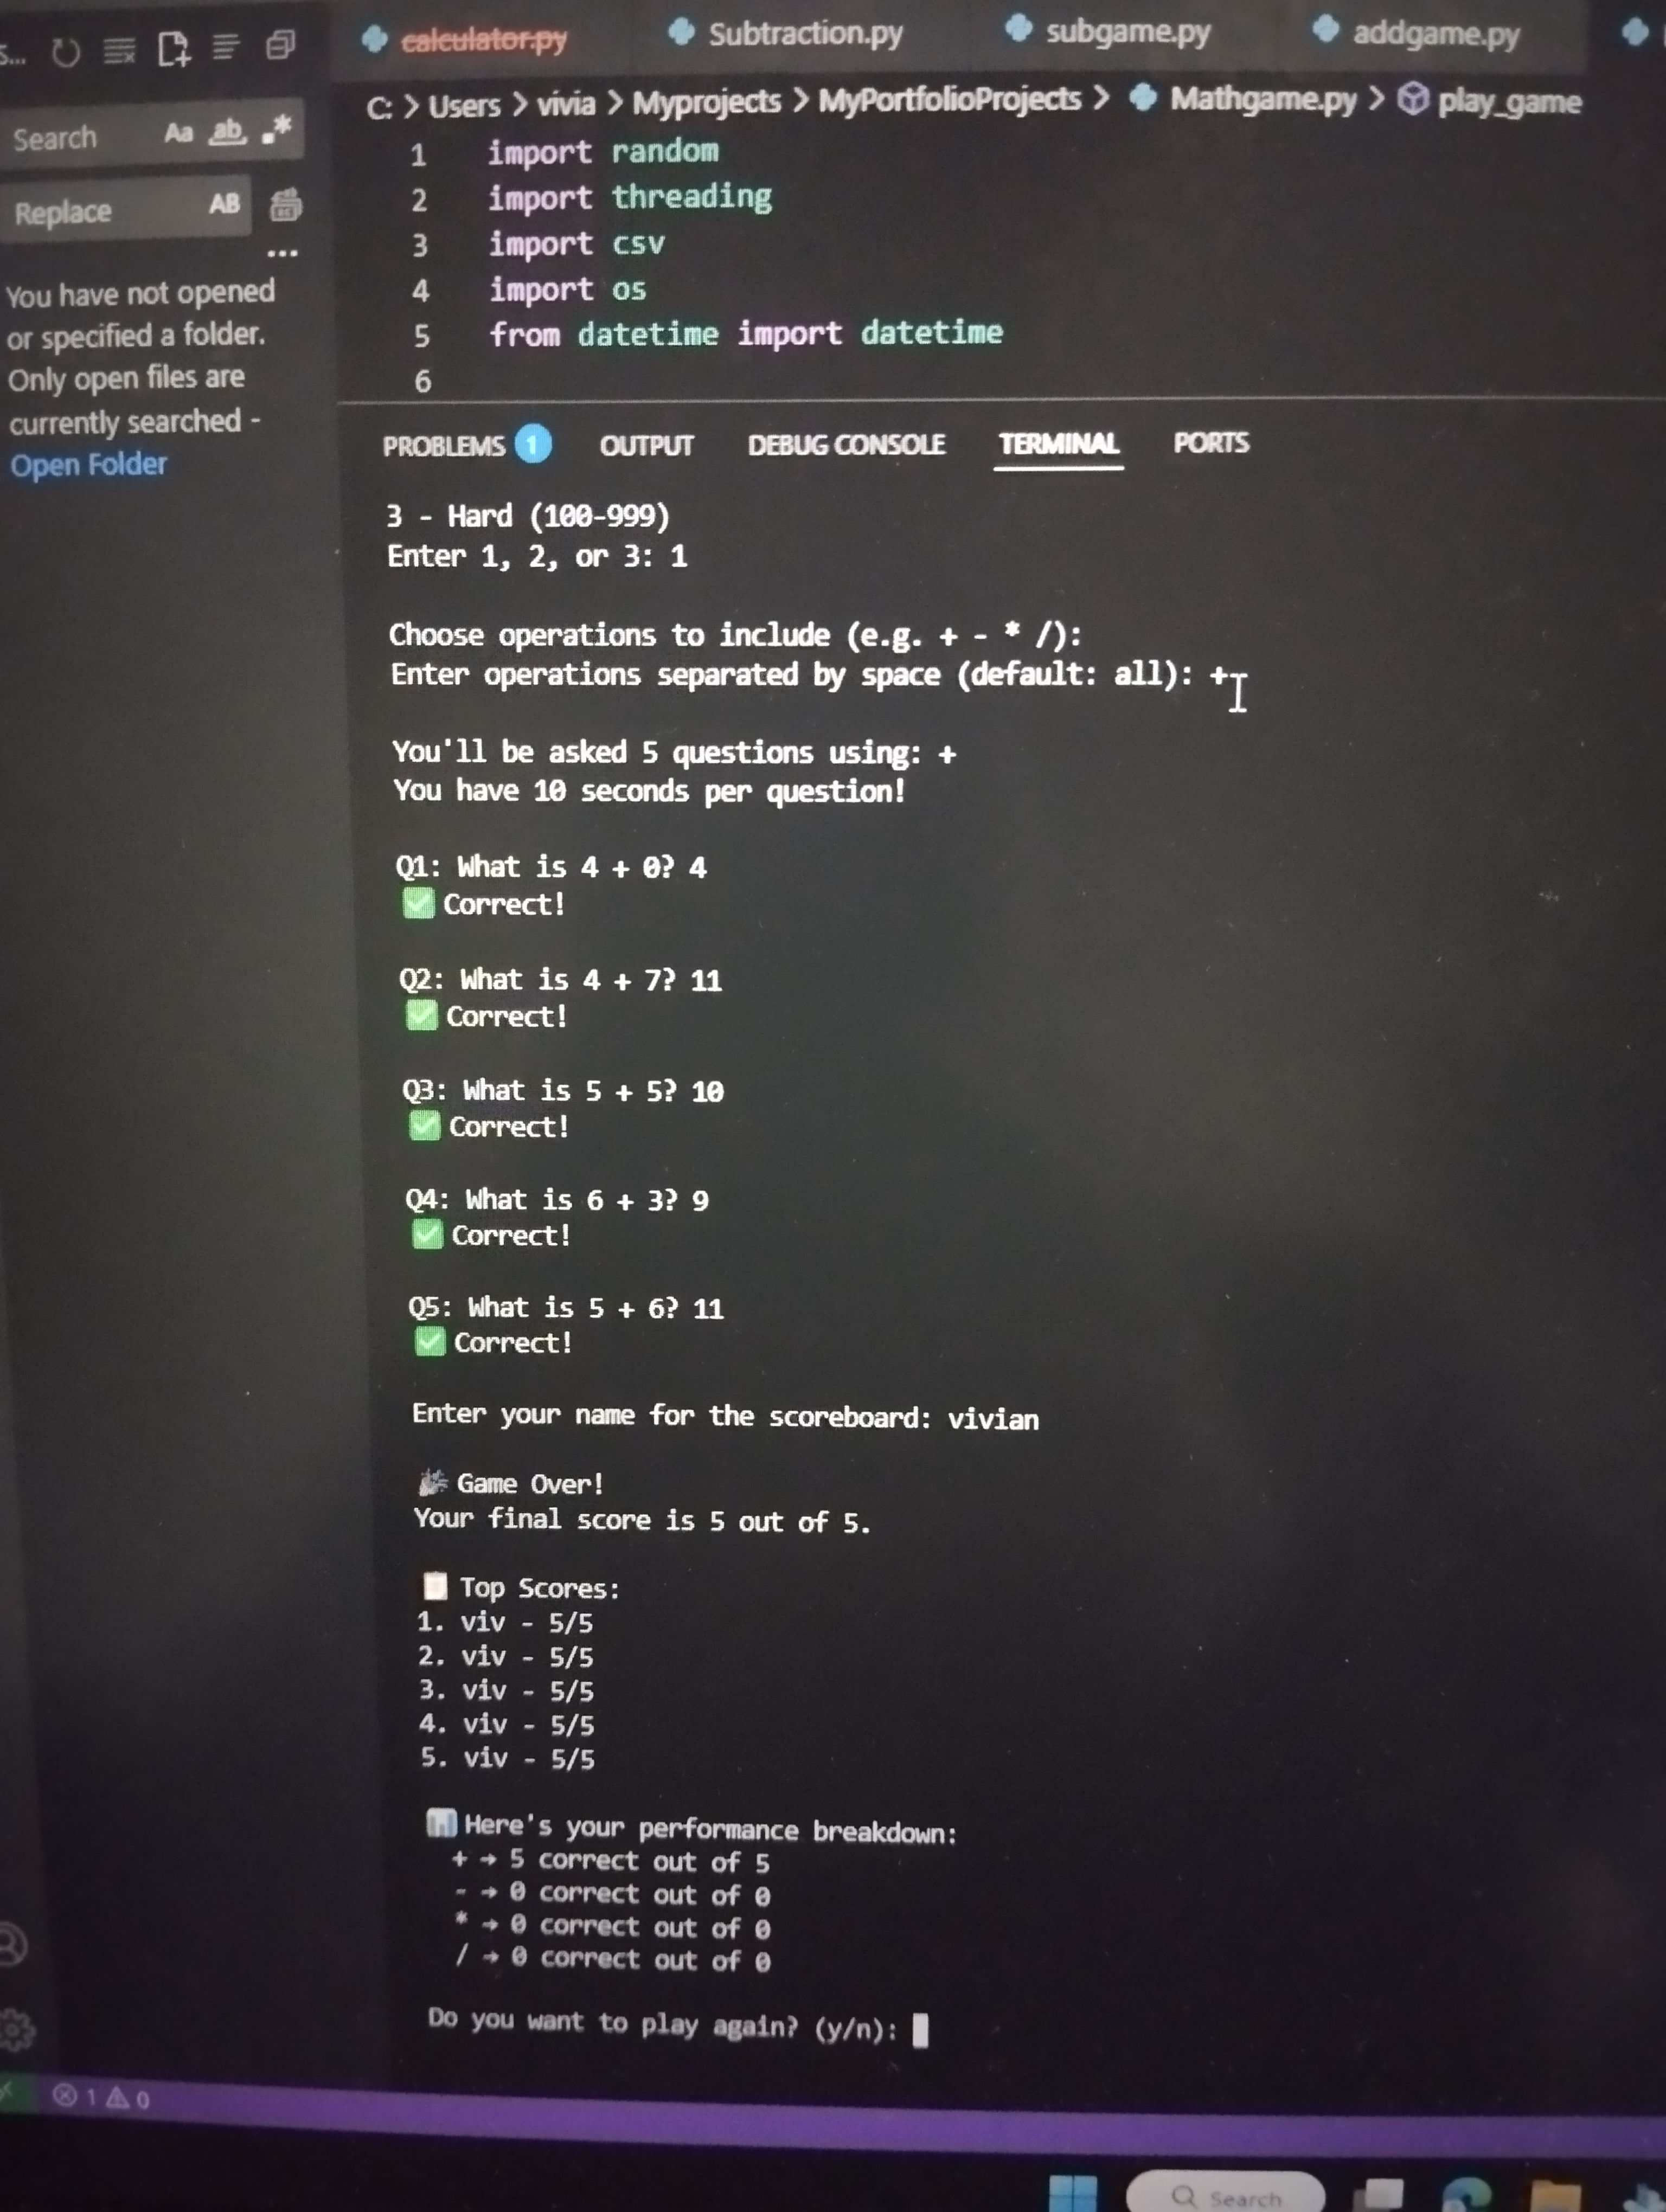 calculator.py Subtraction.py subgame.py addgame.py
C: > Users > vivia > Myprojects > MyPortfolioProjects > Mathgame.py > play_game
Search Aa ab
Replace AB
You have not opened
or specified a folder.
Only open files are
currently searched -
Open Folder
1 import random
2 import threading
3 import csv
4 import os
5 from datetime import datetime
6
PROBLEMS 1 OUTPUT DEBUG CONSOLE TERMINAL PORTS
3 - Hard (100-999)
Enter 1, 2, or 3: 1
Choose operations to include (e.g. + - * /):
Enter operations separated by space (default: all): +
You'll be asked 5 questions using: +
You have 10 seconds per question!
Q1: What is 4 + 0? 4
✅ Correct!
Q2: What is 4 + 7? 11
✅ Correct!
Q3: What is 5 + 5? 10
✅ Correct!
Q4: What is 6 + 3? 9
✅ Correct!
Q5: What is 5 + 6? 11
✅ Correct!
Enter your name for the scoreboard: vivian
🎉 Game Over!
Your final score is 5 out of 5.
📋 Top Scores:
1. viv - 5/5
2. viv - 5/5
3. viv - 5/5
4. viv - 5/5
5. viv - 5/5
📊 Here's your performance breakdown:
+ → 5 correct out of 5
- → 0 correct out of 0
* → 0 correct out of 0
/ → 0 correct out of 0
Do you want to play again? (y/n):
1 0
Search